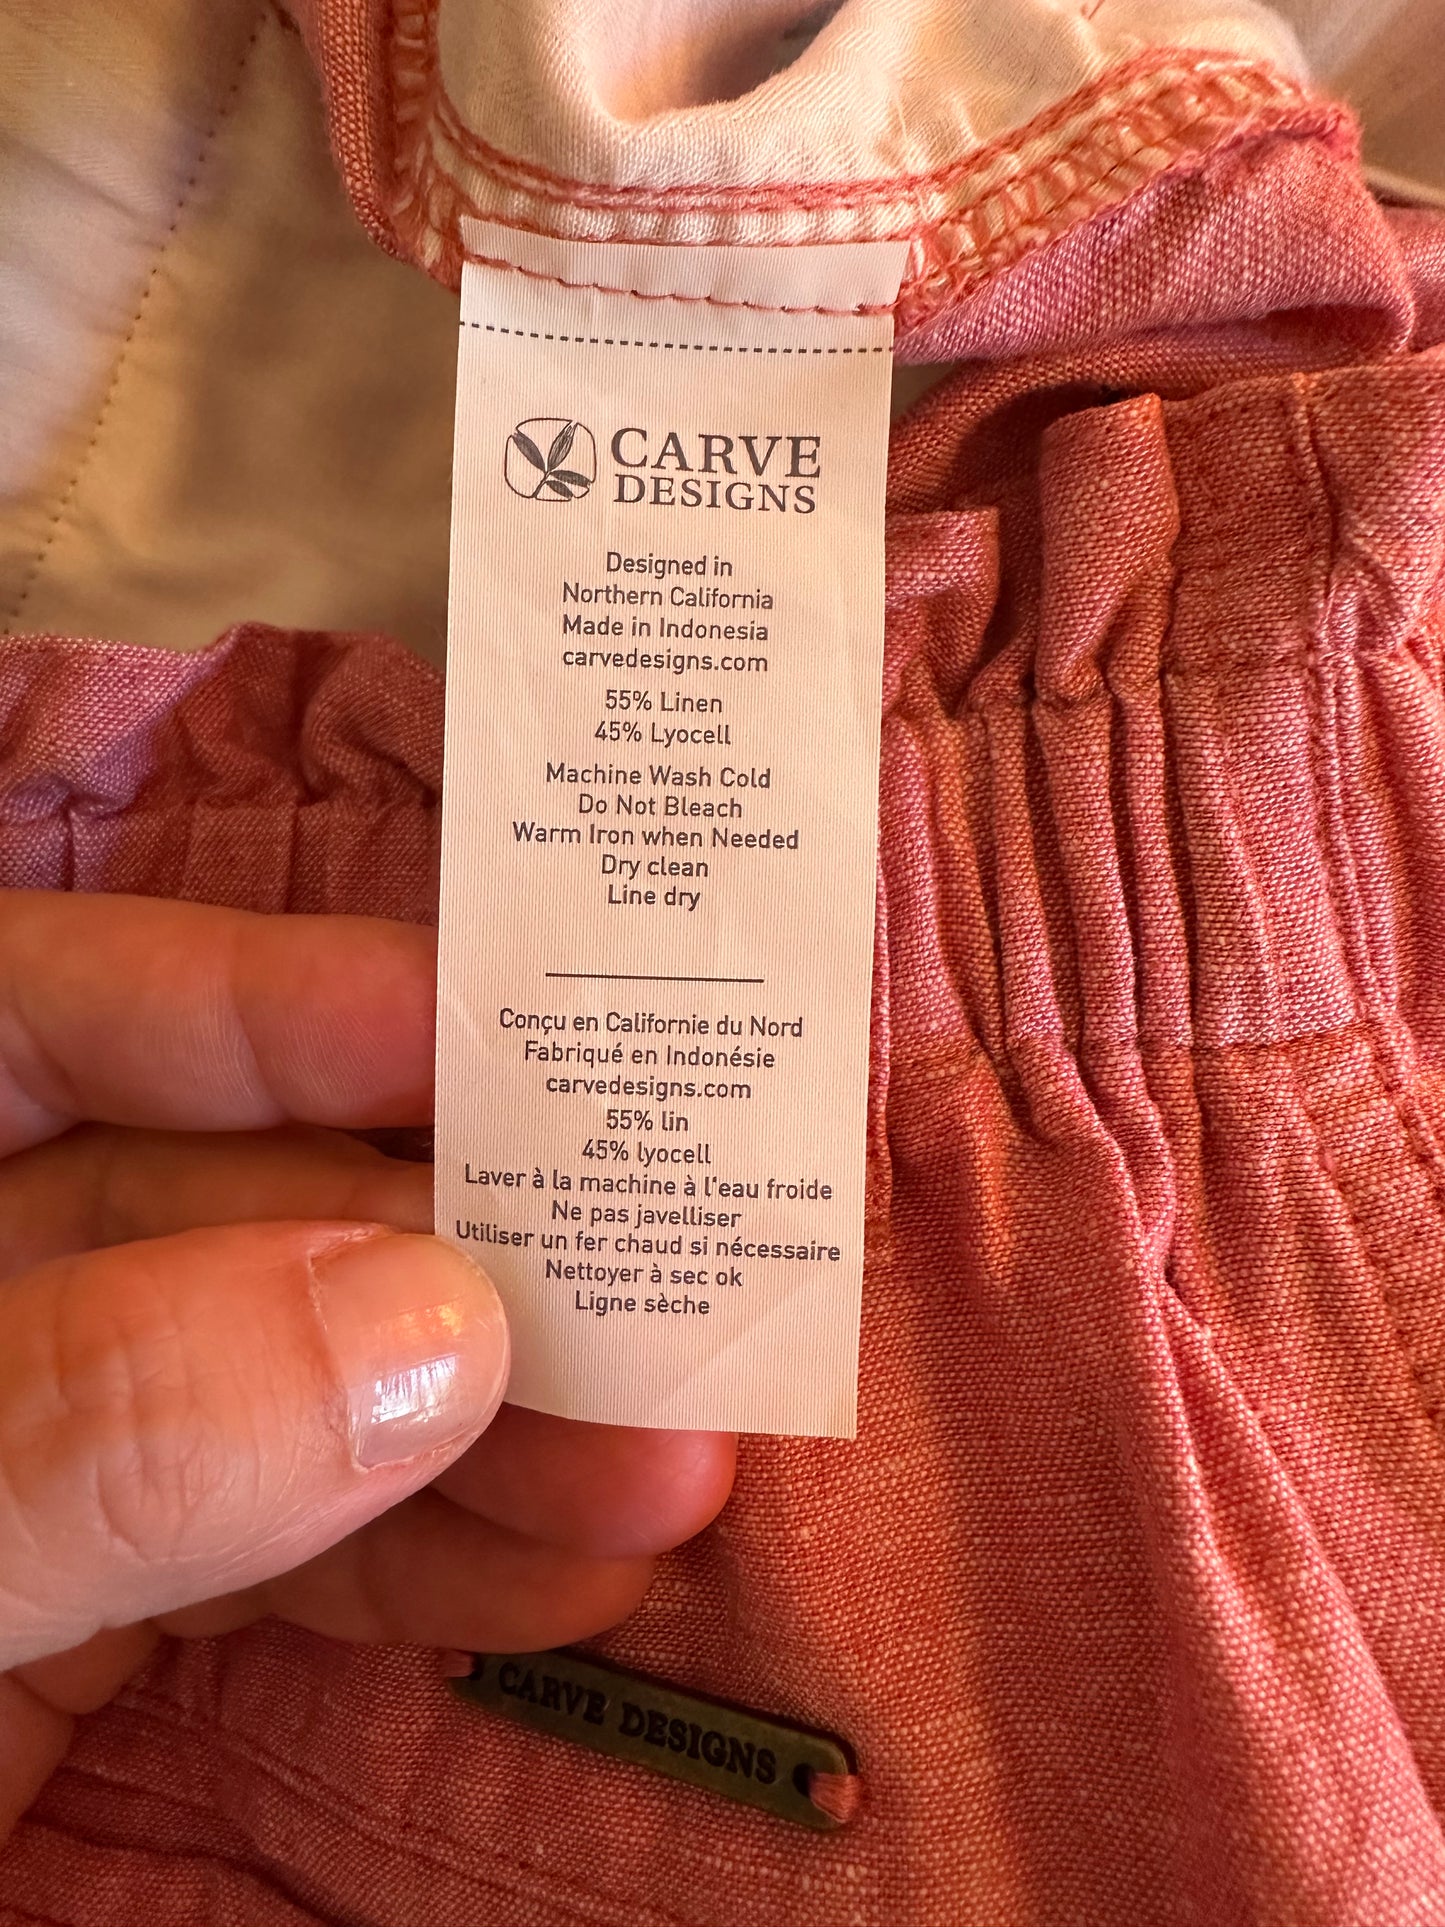 CARVE
DESIGNS
Designed in
Northern California
Made in Indonesia
carvedesigns.com
55% Linen
45% Lyocell
Machine Wash Cold
Do Not Bleach
Warm Iron when Needed
Dry clean
Line dry
Conçu en Californie du Nord
Fabriqué en Indonésie
carvedesigns.com
55% lin
45% lyocell
Laver à la machine à l'eau froide
Ne pas javelliser
Utiliser un fer chaud si nécessaire
Nettoyer à sec ok
Ligne sèche
CARVE DESIGNS